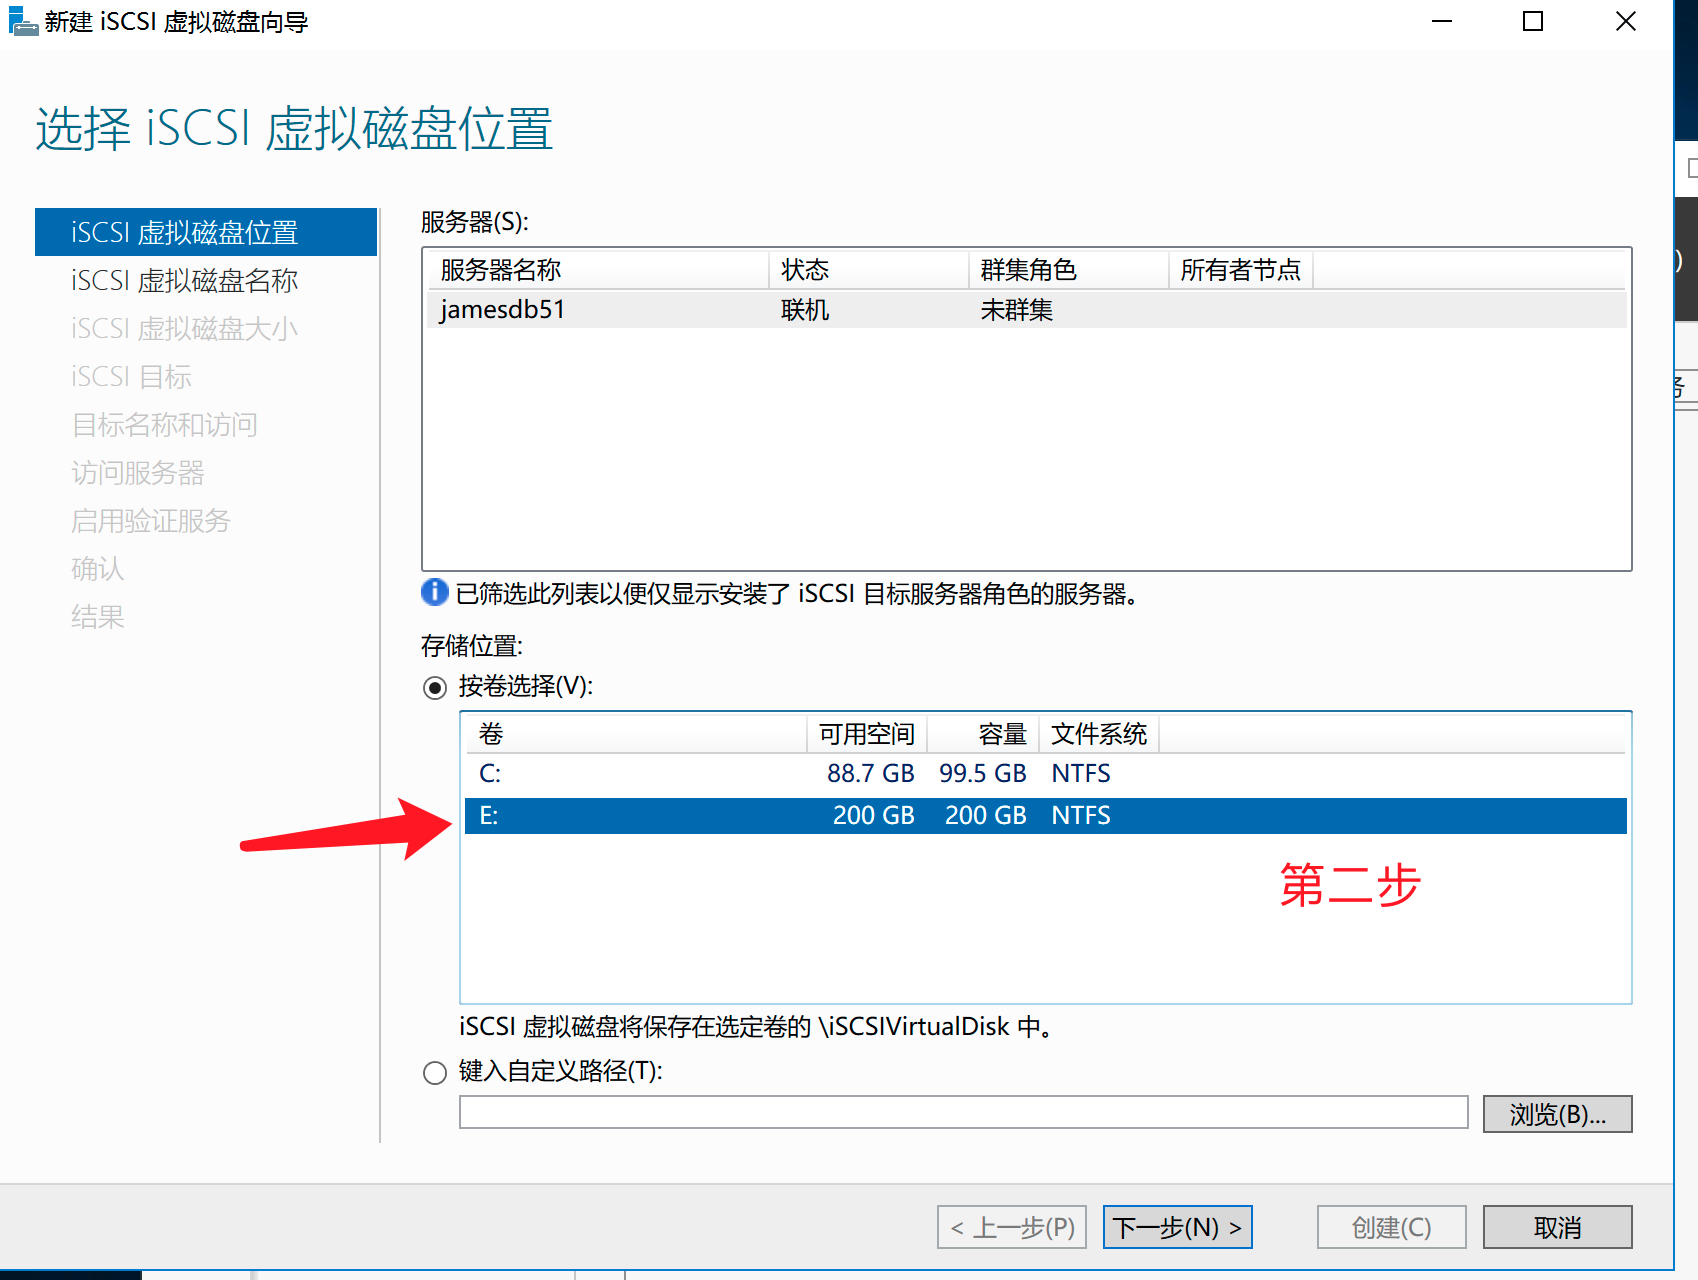 新建 iSCSI 虚拟磁盘向导
选择 iSCSI 虚拟磁盘位置
iSCSI 虚拟磁盘位置
iSCSI 虚拟磁盘名称
iSCSI 虚拟磁盘大小
iSCSI 目标
目标名称和访问
访问服务器
启用验证服务
确认
结果
服务器(S):
服务器名称 状态 群集角色 所有者节点
jamesdb51 联机 未群集
已筛选此列表以便仅显示安装了 iSCSI 目标服务器角色的服务器。
存储位置:
按卷选择(V):
卷 可用空间 容量 文件系统
C: 88.7 GB 99.5 GB NTFS
E: 200 GB 200 GB NTFS
第二步
iSCSI 虚拟磁盘将保存在选定卷的 \iSCSIVirtualDisk 中。
键入自定义路径(T):
浏览(B)...
< 上一步(P) 下一步(N) > 创建(C) 取消